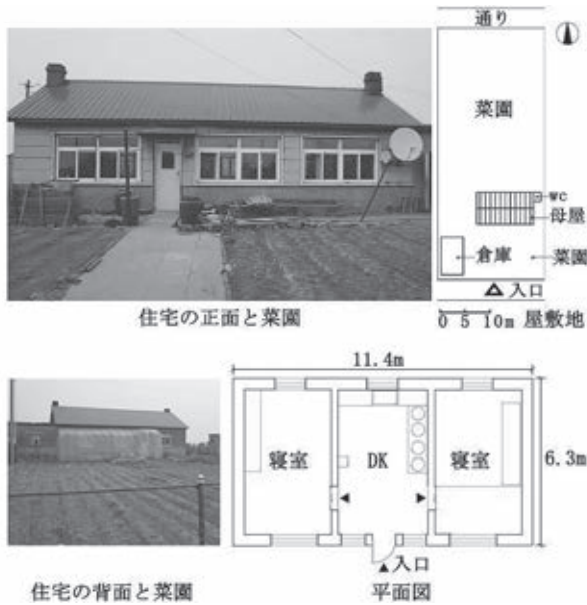 通り
菜園
wc
母屋
倉庫
菜園
入口
0 5 10m 屋敷地
住宅の正面と菜園
11.4m
寝室
DK
寝室
6.3m
入口
住宅の背面と菜園
平面図